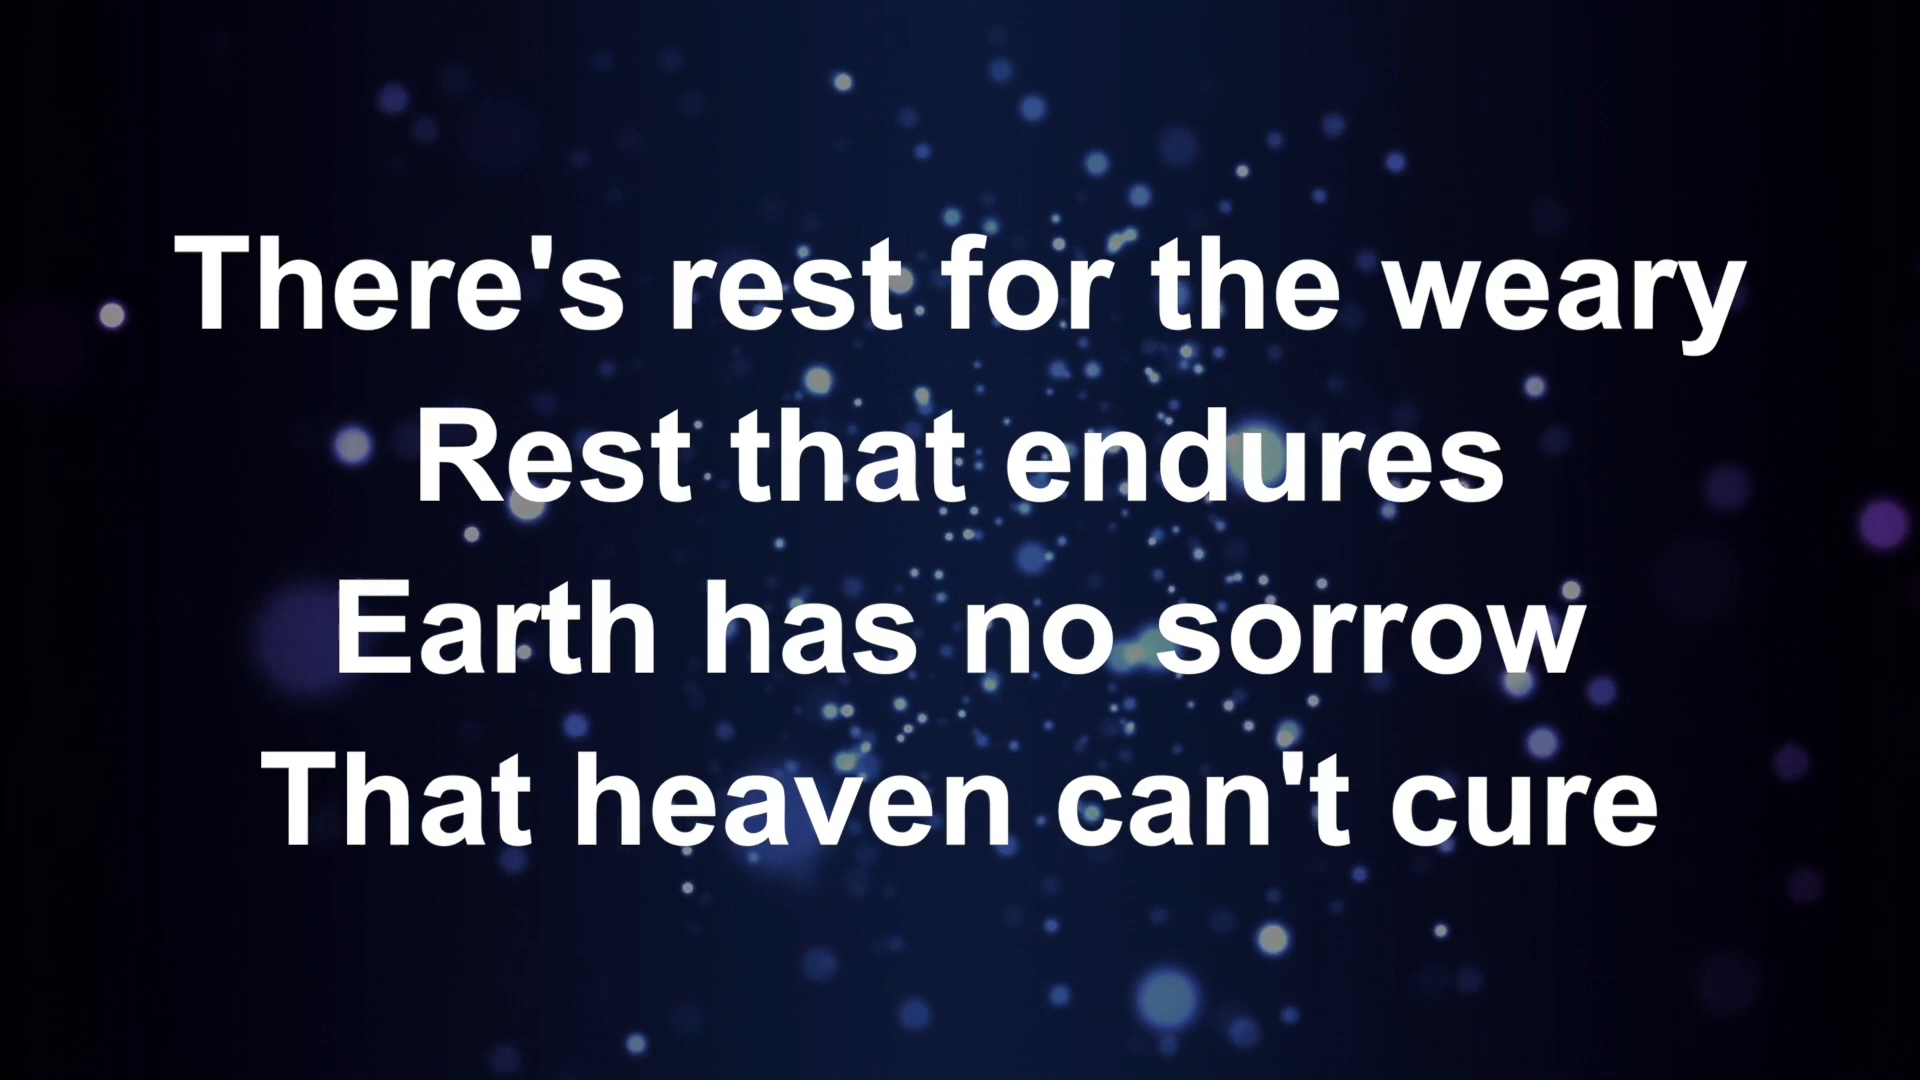 There's rest for the weary
Rest that endures
Earth has no sorrow
That heaven can't cure